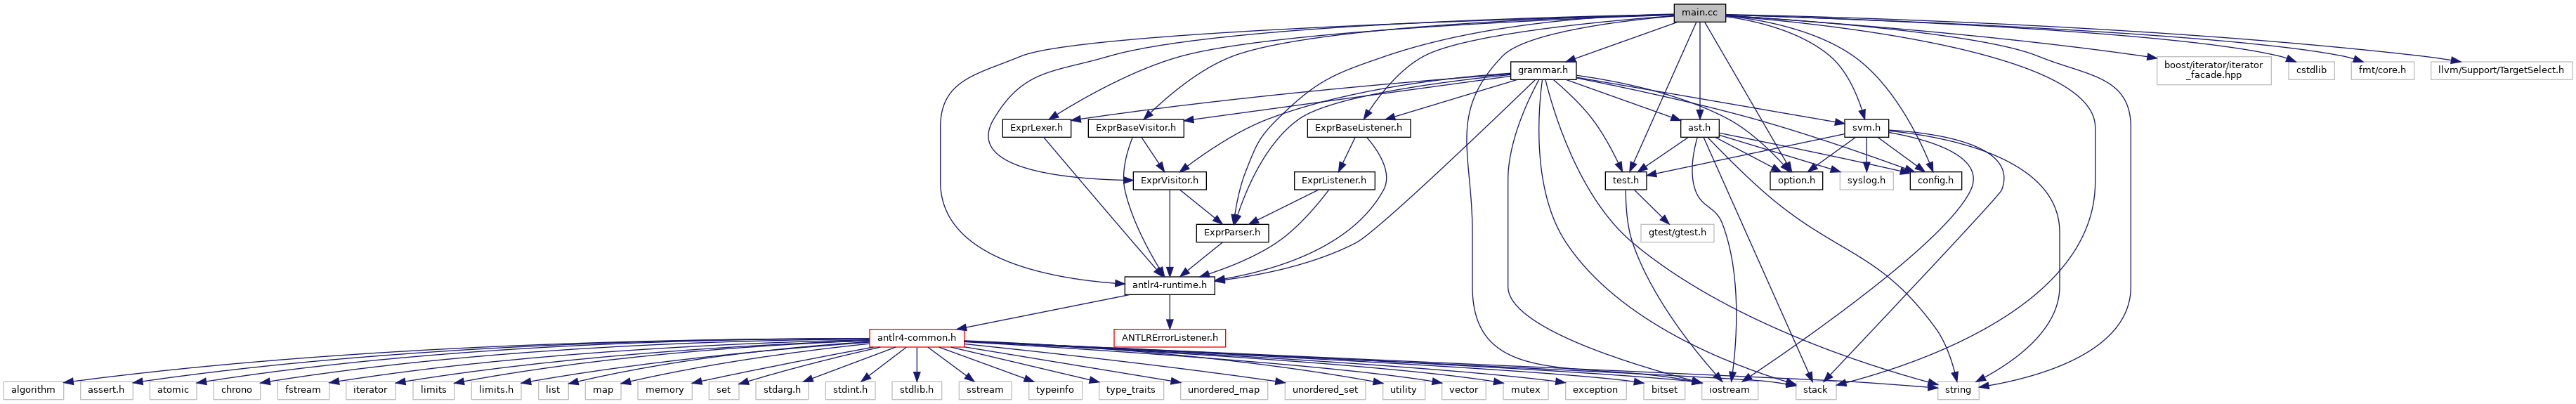 main.cc
grammar.h
boost/iterator/iterator
_facade.hpp
cstdlib
fmt/core.h
llvm/Support/TargetSelect.h
ExprLexer.h
ExprBaseVisitor.h
ExprBaseListener.h
ast.h
svm.h
ExprVisitor.h
ExprListener.h
test.h
option.h
syslog.h
config.h
ExprParser.h
gtest/gtest.h
antlr4-runtime.h
antlr4-common.h
ANTLRErrorListener.h
algorithm
assert.h
atomic
chrono
fstream
iterator
limits
limits.h
list
map
memory
set
stdarg.h
stdint.h
stdlib.h
sstream
typeinfo
type_traits
unordered_map
unordered_set
utility
vector
mutex
exception
bitset
iostream
stack
string